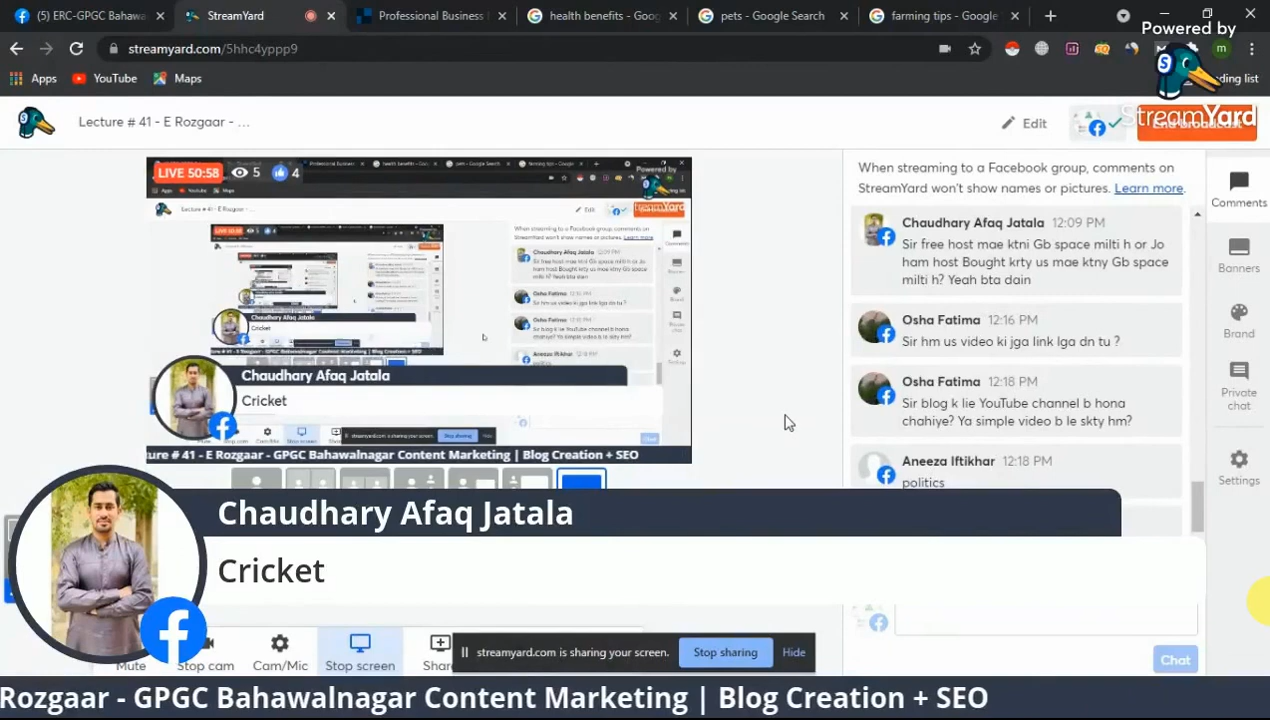 (5) ERC-GPGC Bahawa
StreamYard
Professional Business
health benefits - Goo
pets - Google Search
farming tips - Google
Powered by
streamyard.com/5hhc4yppp9
m
Apps
YouTube
Maps
ding list
StreamYard
Lecture # 41 - E Rozgaar - ...
Edit
End broadcast
LIVE 50:58
5
4
When streaming to a Facebook group, comments on
StreamYard won't show names or pictures. Learn more.
Chaudhary Afaq Jatala 12:09 PM
Sir free host mae ktni Gb space milti h or Jo
ham host Bought krty us mae ktny Gb space
milti h? Yeah bta dain
Osha Fatima 12:16 PM
Sir hm us video ki jga link lga dn tu ?
Osha Fatima 12:18 PM
Sir blog k lie YouTube channel b hona
chahiye? Ya simple video b le skty hm?
Aneeza Iftikhar 12:18 PM
politics
Comments
Banners
Brand
Private
chat
Settings
Chaudhary Afaq Jatala
Cricket
cture # 41 - E Rozgaar - GPGC Bahawalnagar Content Marketing | Blog Creation + SEO
Chaudhary Afaq Jatala
Cricket
Mute
Stop cam
Cam/Mic
Stop screen
Share
streamyard.com is sharing your screen.
Stop sharing
Hide
Chat
Rozgaar - GPGC Bahawalnagar Content Marketing | Blog Creation + SEO